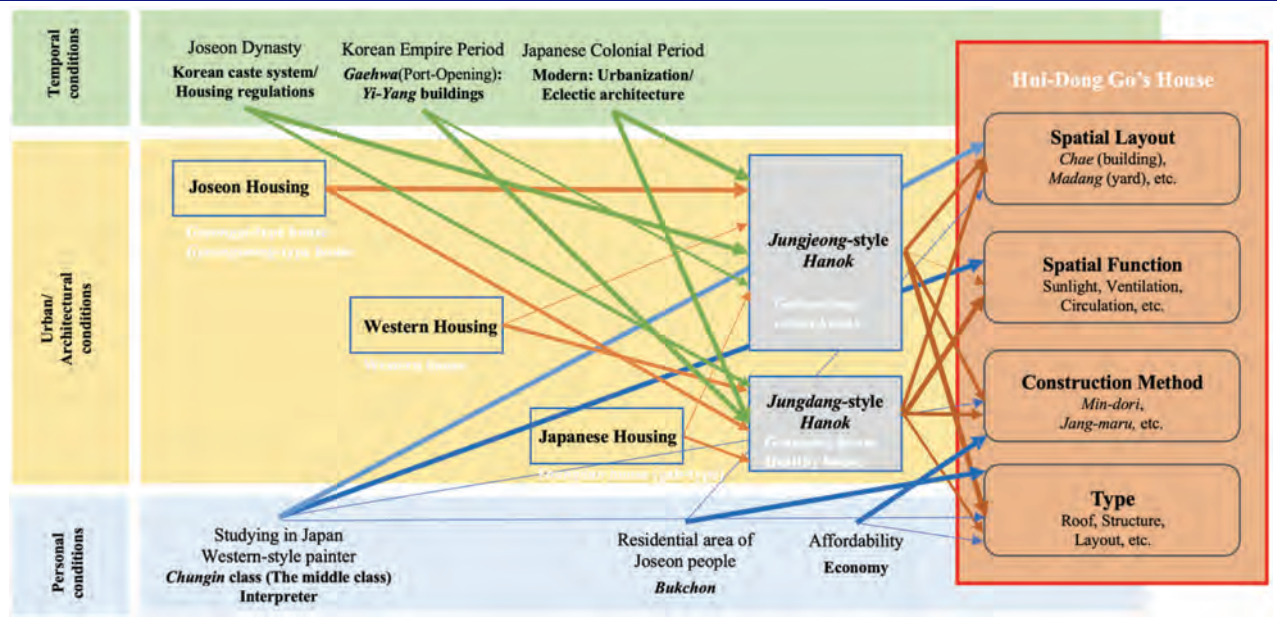 Temporal
conditions
Joseon Dynasty
Korean caste system/
Housing regulations
Korean Empire Period
Gaehwa(Port-Opening):
Yi-Yang buildings
Japanese Colonial Period
Modern: Urbanization/
Eclectic architecture
Urban/
Architectural
conditions
Joseon Housing
Western Housing
Japanese Housing
Jungjeong-style
Hanok
Jungdang-style
Hanok
Personal
conditions
Studying in Japan
Western-style painter
Chungin class (The middle class)
Interpreter
Residential area of
Joseon people
Bukchon
Affordability
Economy
Hui-Dong Go's House
Spatial Layout
Chae (building),
Madang (yard), etc.
Spatial Function
Sunlight, Ventilation,
Circulation, etc.
Construction Method
Min-dori,
Jang-maru, etc.
Type
Roof, Structure,
Layout, etc.